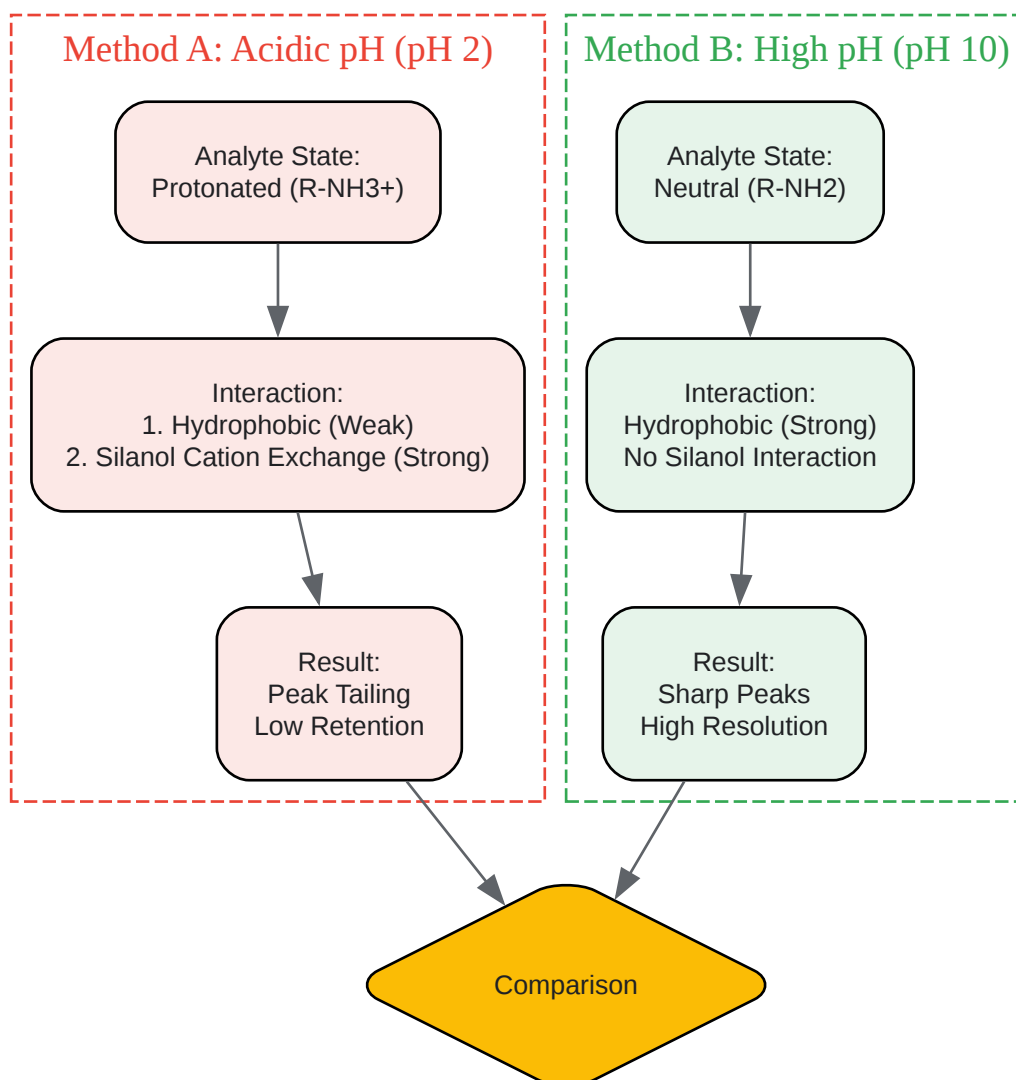 Method A: Acidic pH (pH 2)
Analyte State:
Protonated (R-NH3+)
Interaction:
1. Hydrophobic (Weak)
2. Silanol Cation Exchange (Strong)
Result:
Peak Tailing
Low Retention
Method B: High pH (pH 10)
Analyte State:
Neutral (R-NH2)
Interaction:
Hydrophobic (Strong)
No Silanol Interaction
Result:
Sharp Peaks
High Resolution
Comparison